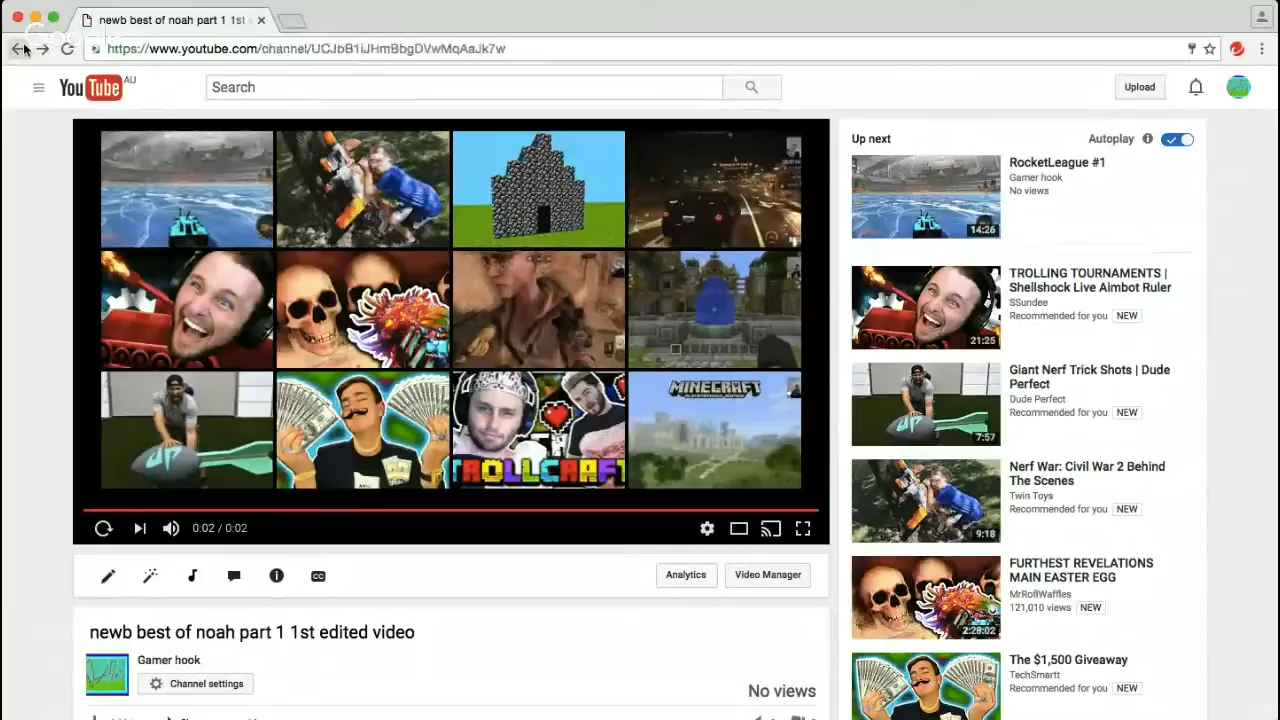 newb best of noah part 1 1st
Google
https://www.youtube.com/channel/UCJbB1iJHmBbgDVwMqAaJk7w
YouTube AU
Search
Upload
Up next
Autoplay
RocketLeague #1
Gamer hook
No views
14:26
TROLLING TOURNAMENTS |
Shellshock Live Aimbot Ruler
SSundee
Recommended for you NEW
21:25
Giant Nerf Trick Shots | Dude
Perfect
Dude Perfect
Recommended for you NEW
7:57
Nerf War: Civil War 2 Behind
The Scenes
Twin Toys
Recommended for you NEW
9:18
FURTHEST REVELATIONS
MAIN EASTER EGG
MrRoflWaffles
121,010 views NEW
2:28:02
The $1,500 Giveaway
TechSmartt
Recommended for you NEW
MINECRAFT
TROLLCRAFT
0:02 / 0:02
CC
Analytics
Video Manager
newb best of noah part 1 1st edited video
Gamer hook
Channel settings
No views